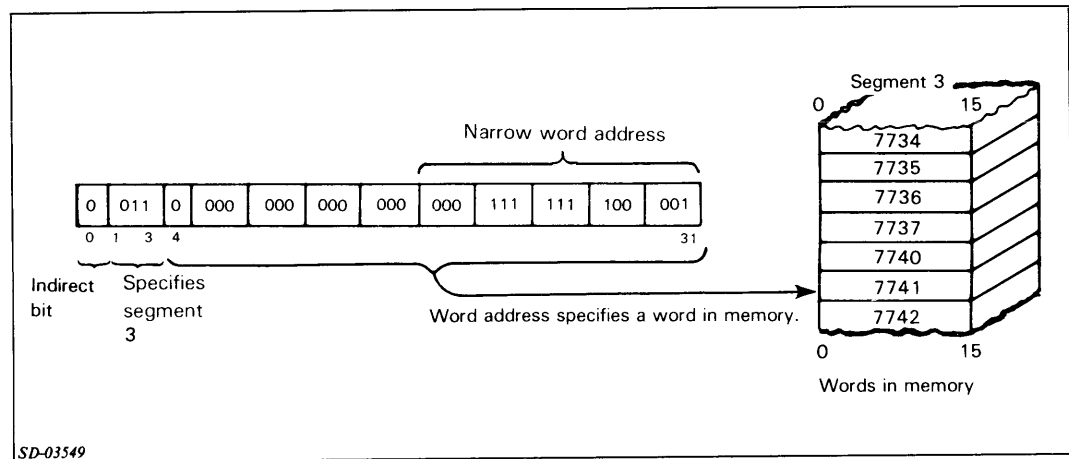 Segment 3
0 15
Narrow word address
7734
7735
7736
7737
7740
7741
7742
0 011 0 000 000 000 000 000 111 111 100 001
0 1 3 4 31
Indirect
bit
Specifies
segment
3
Word address specifies a word in memory.
0 15
Words in memory
SD-03549